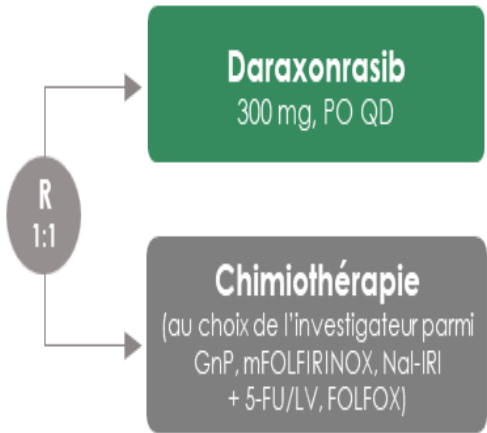 Daraxonrasib
300 mg, PO QD
R
1:1
Chimiothérapie
(au choix de l'investigateur parmi
GnP, mFOLFIRINOX, Nal-IRI
+ 5-FU/LV, FOLFOX)